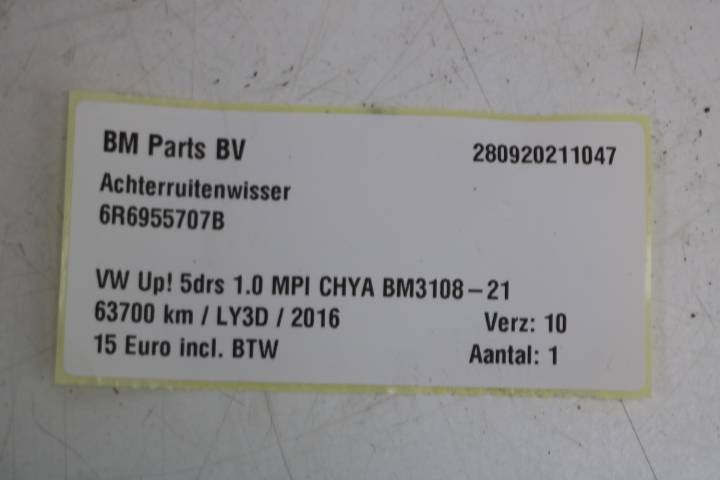 BM Parts BV 280920211047
Achterruitenwisser
6R6955707B
VW Up! 5drs 1.0 MPI CHYA BM3108-21
63700 km / LY3D / 2016 Verz: 10
15 Euro incl. BTW Aantal: 1